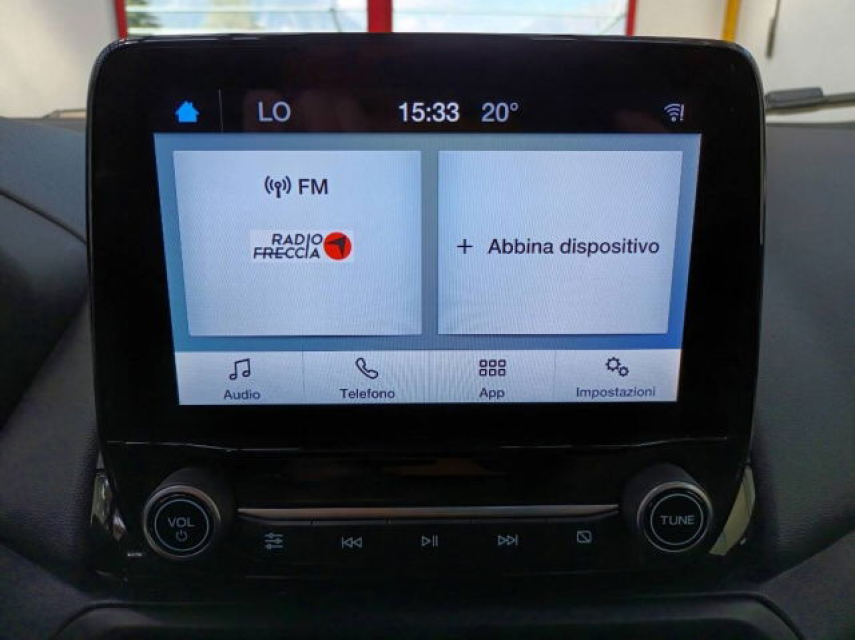 LO 15:33 20°
FM
RADIO
FRECCIA
+ Abbina dispositivo
Audio Telefono App Impostazioni
VOL
TUNE